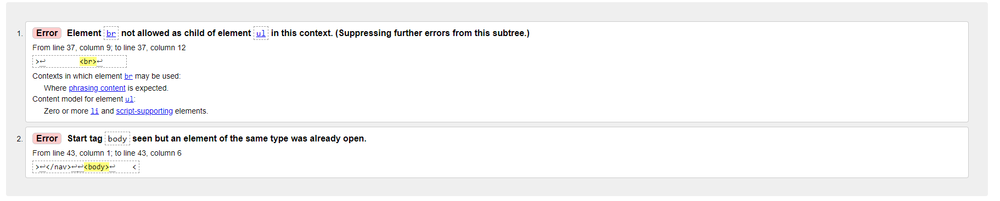 1. Error Element br not allowed as child of element ul in this context. (Suppressing further errors from this subtree.)
From line 37, column 9; to line 37, column 12
>↩        <br>↩
Contexts in which element br may be used:
Where phrasing content is expected.
Content model for element ul:
Zero or more li and script-supporting elements.
2. Error Start tag body seen but an element of the same type was already open.
From line 43, column 1; to line 43, column 6
>↩</nav>↩↩<body>↩    <